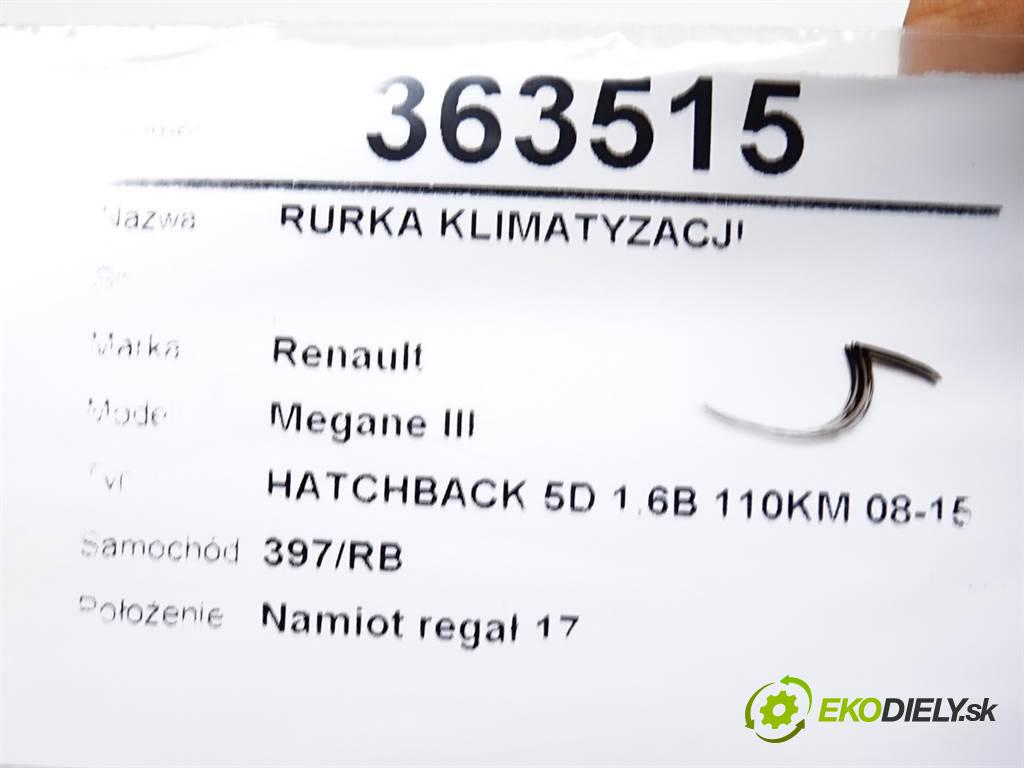 363515
Nazwa RURKA KLIMATYZACJI
Marka Renault
Model Megane III
HATCHBACK 5D 1.6B 110KM 08-15
Samochód 397/RB
Położenie Namiot regał 17
EKODIELY.sk